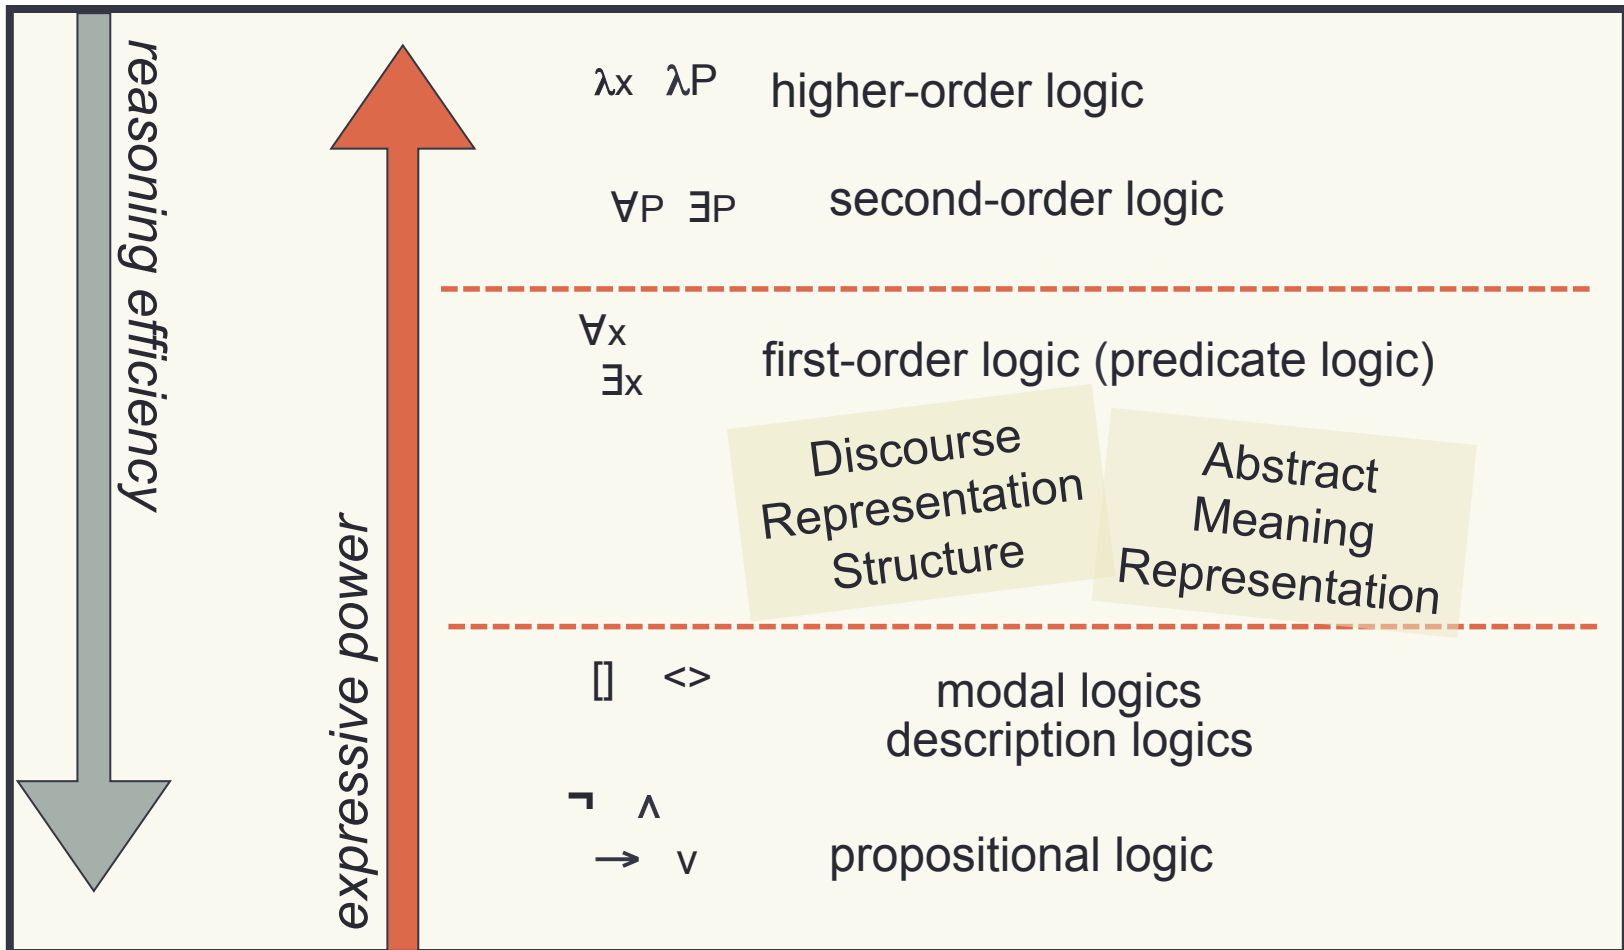 reasoning efficiency
expressive power
λx λP higher-order logic
∀P ∃P second-order logic
∀x
∃x
first-order logic (predicate logic)
Discourse
Representation
Structure
Abstract
Meaning
Representation
[] <>
modal logics
description logics
¬ ∧
→ ∨ propositional logic